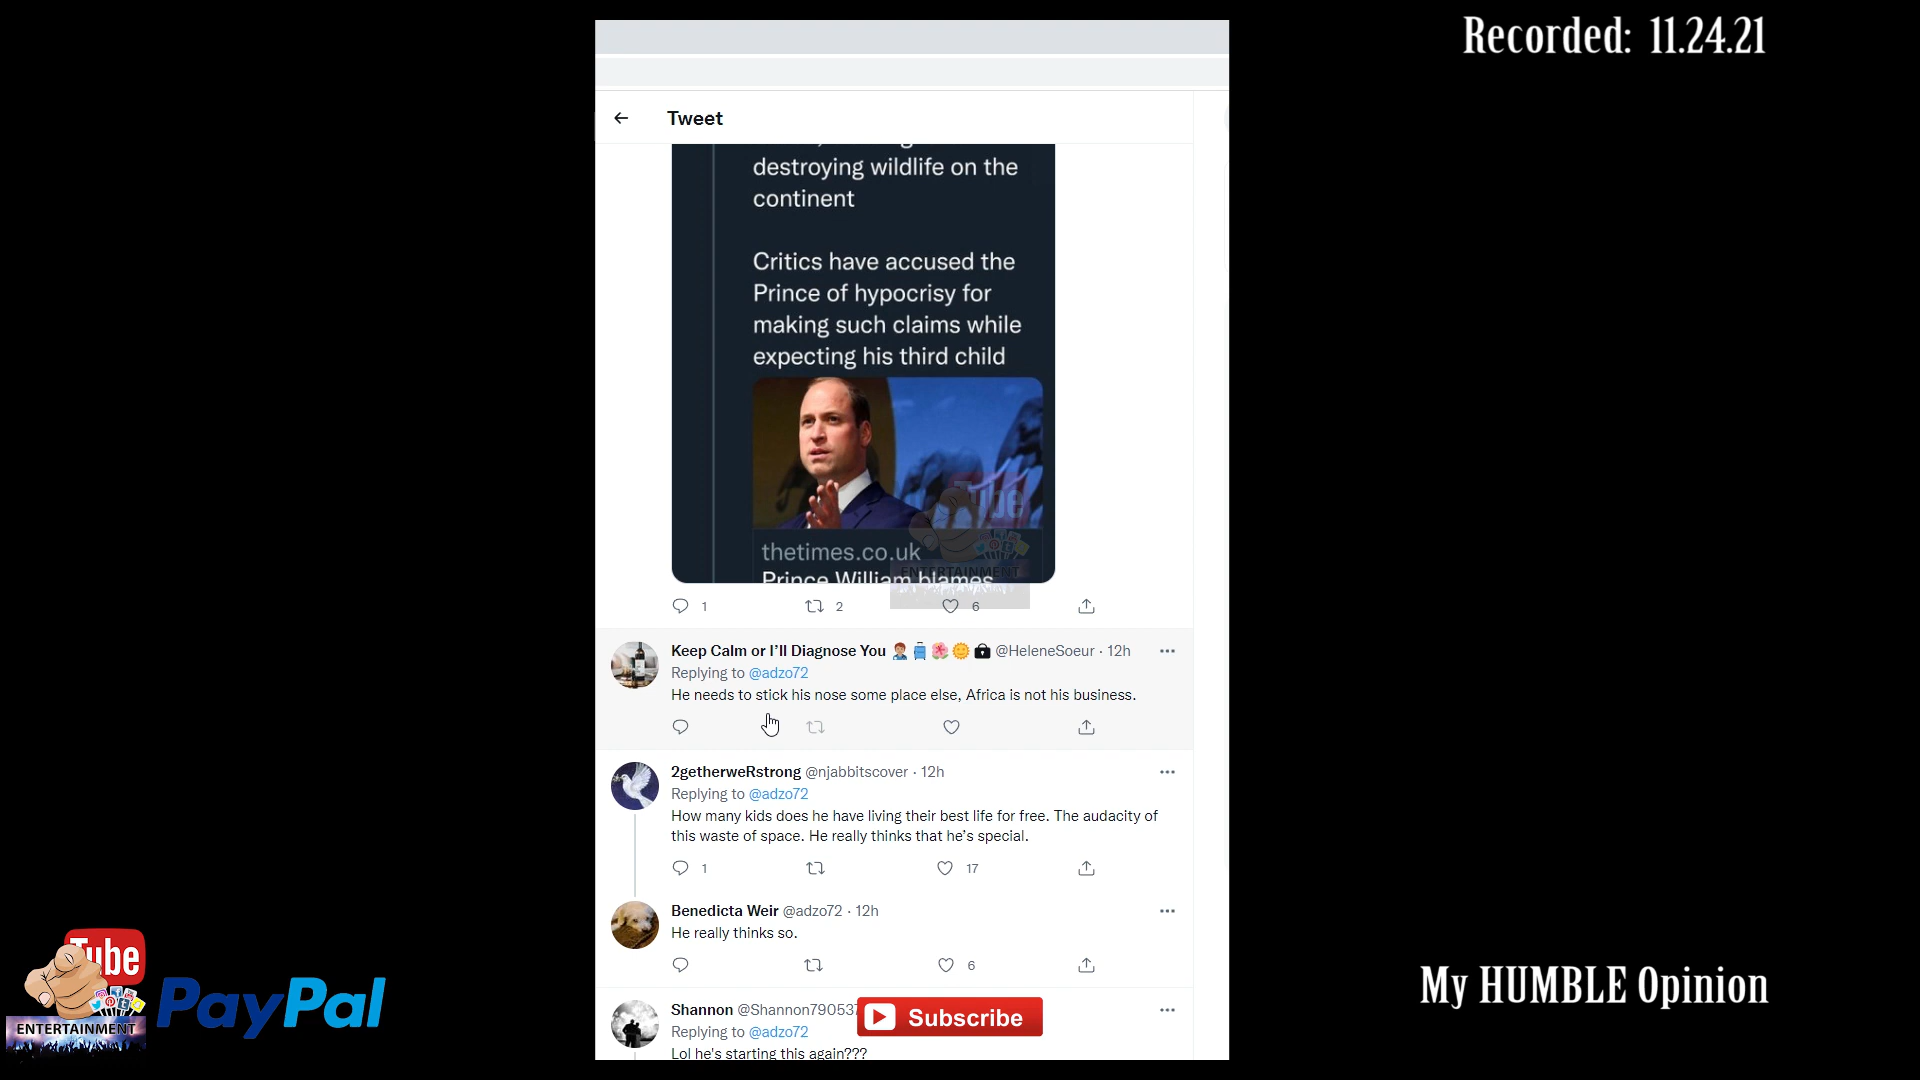 Recorded: 11.24.21
Tweet
destroying wildlife on the
continent
Critics have accused the
Prince of hypocrisy for
making such claims while
expecting his third child
thetimes.co.uk
Prince William blames
Tube
ENTERTAINMENT
1 2 6
Keep Calm or I'll Diagnose You @HeleneSoeur · 12h
Replying to @adzo72
He needs to stick his nose some place else, Africa is not his business.
2getherweRstrong @njabbitscover · 12h
Replying to @adzo72
How many kids does he have living their best life for free. The audacity of
this waste of space. He really thinks that he's special.
1 17
Benedicta Weir @adzo72 · 12h
He really thinks so.
6
Shannon
Replying to @adzo72
Lol he's starting this again???
Subscribe
Tube
ENTERTAINMENT
PayPal
My HUMBLE Opinion